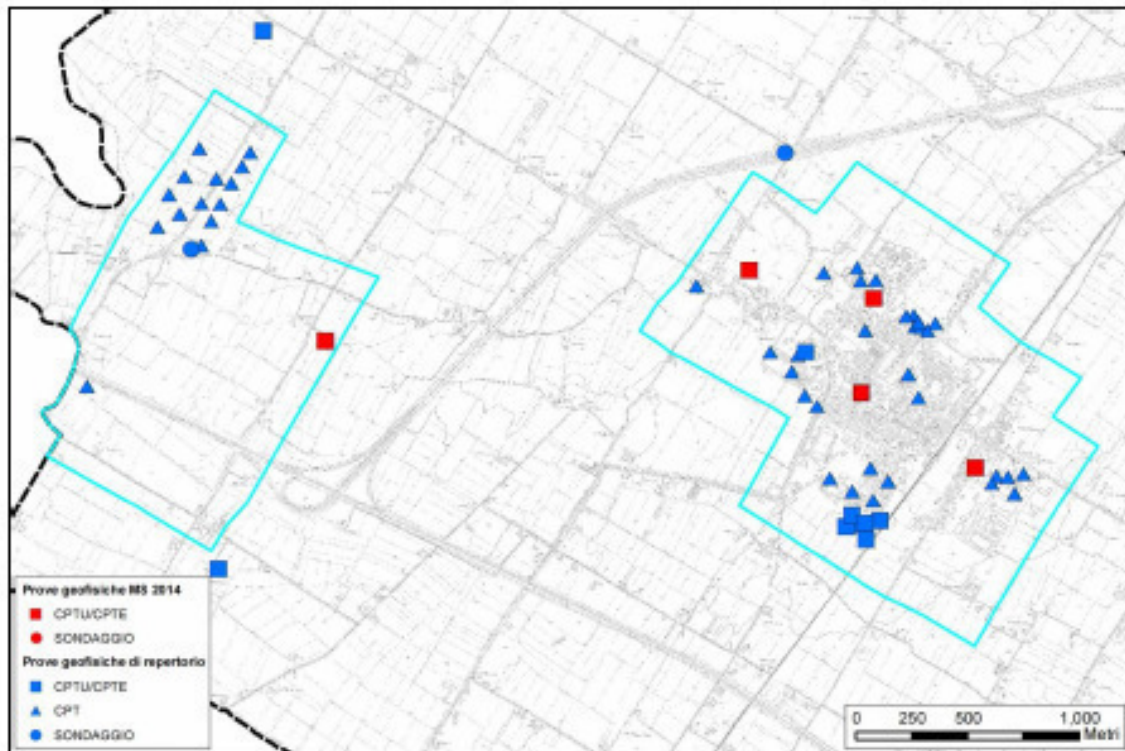 Prove geofisiche MS 2014
CPTU/CPTE
SONDAGGIO
Prove geofisiche di repertorio
CPTU/CPTE
CPT
SONDAGGIO
0 250 500 1.000
Metri